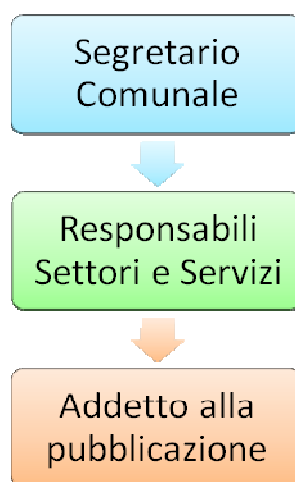 Segretario
Comunale
Responsabili
Settori e Servizi
Addetto alla
pubblicazione